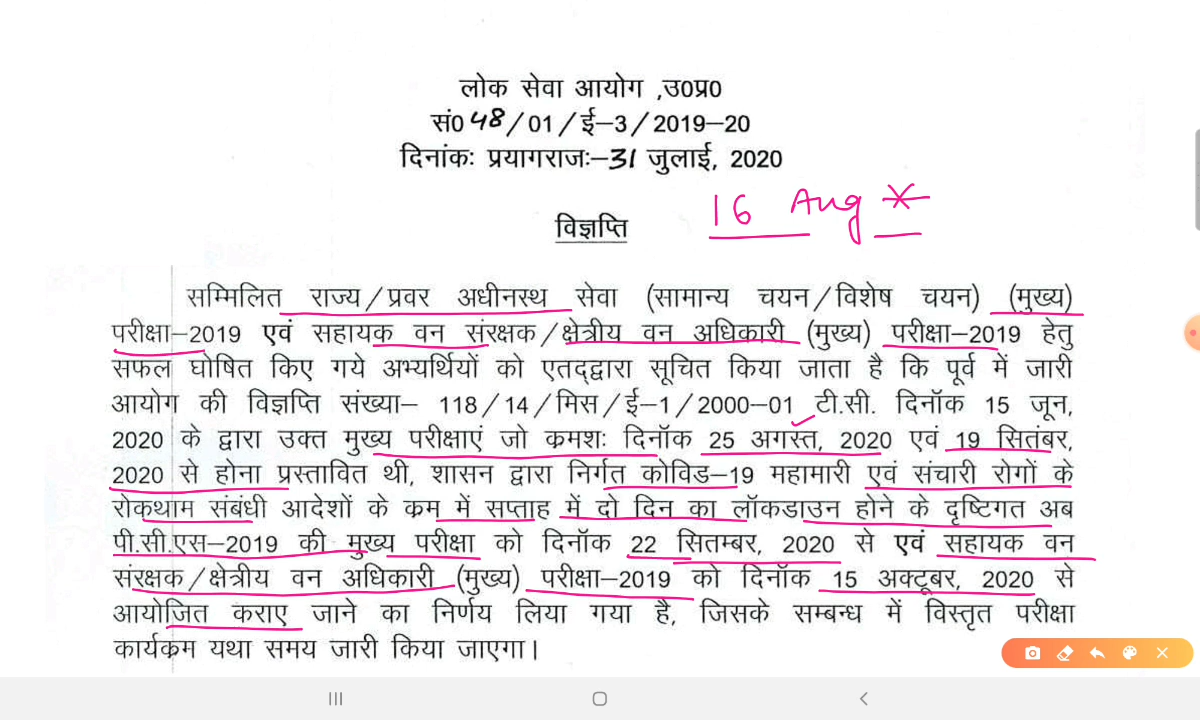 लोक सेवा आयोग ,उ0प्र0
सं0 48/01/ई–3/2019–20
दिनांकः प्रयागराजः–31 जुलाई, 2020
16 Aug *
विज्ञप्ति
सम्मिलित राज्य/प्रवर अधीनस्थ सेवा (सामान्य चयन/विशेष चयन) (मुख्य)
परीक्षा–2019 एवं सहायक वन संरक्षक/क्षेत्रीय वन अधिकारी (मुख्य) परीक्षा–2019 हेतु
सफल घोषित किए गये अभ्यर्थियों को एतद्द्वारा सूचित किया जाता है कि पूर्व में जारी
आयोग की विज्ञप्ति संख्या– 118/14/मिस/ई–1/2000–01 टी.सी. दिनॉक 15 जून,
2020 के द्वारा उक्त मुख्य परीक्षाएं जो क्रमशः दिनॉक 25 अगस्त, 2020 एवं 19 सितंबर,
2020 से होना प्रस्तावित थी, शासन द्वारा निर्गत कोविड–19 महामारी एवं संचारी रोगों के
रोकथाम संबंधी आदेशों के क्रम में सप्ताह में दो दिन का लॉकडाउन होने के दृष्टिगत अब
पी.सी.एस–2019 की मुख्य परीक्षा को दिनॉक 22 सितम्बर, 2020 से एवं सहायक वन
संरक्षक/क्षेत्रीय वन अधिकारी (मुख्य) परीक्षा–2019 को दिनॉक 15 अक्टूबर, 2020 से
आयोजित कराए जाने का निर्णय लिया गया है, जिसके सम्बन्ध में विस्तृत परीक्षा
कार्यक्रम यथा समय जारी किया जाएगा।